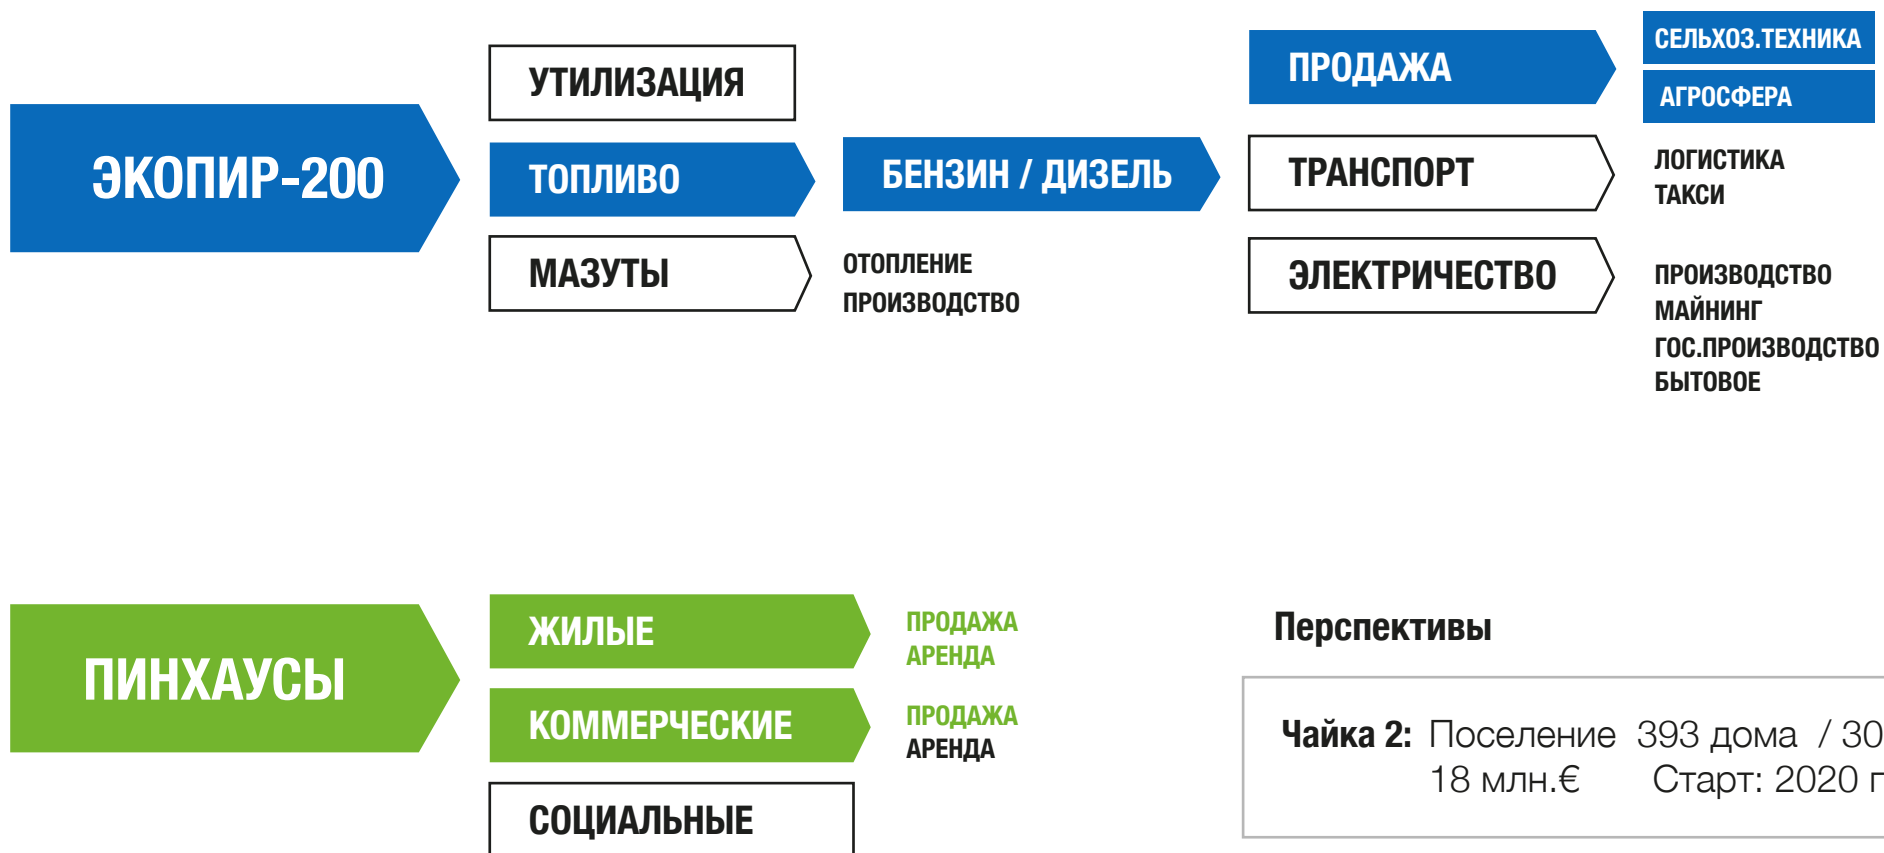 ЭКОПИР-200
УТИЛИЗАЦИЯ
ТОПЛИВО
МАЗУТЫ
ОТОПЛЕНИЕ
ПРОИЗВОДСТВО
БЕНЗИН / ДИЗЕЛЬ
ПРОДАЖА
СЕЛЬХОЗ.ТЕХНИКА
АГРОСФЕРА
ТРАНСПОРТ
ЛОГИСТИКА
ТАКСИ
ЭЛЕКТРИЧЕСТВО
ПРОИЗВОДСТВО
МАЙНИНГ
ГОС.ПРОИЗВОДСТВО
БЫТОВОЕ
ПИНХАУСЫ
ЖИЛЫЕ
ПРОДАЖА
АРЕНДА
КОММЕРЧЕСКИЕ
ПРОДАЖА
АРЕНДА
СОЦИАЛЬНЫЕ
Перспективы
Чайка 2: Поселение 393 дома / 30
18 млн.€ Старт: 2020 г